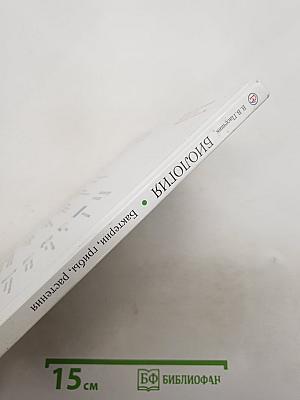 В. В. Пасечник
БИОЛОГИЯ • Бактерии, грибы, растения
15 см
БФ БИБЛИОФАН